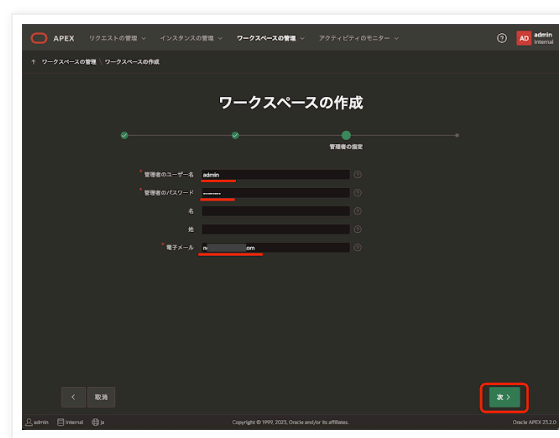 APEX リクエストの管理 インスタンスの管理 ワークスペースの管理 アクティビティのモニター ? AD admin
internal
↑ ワークスペースの管理 \ ワークスペースの作成
ワークスペースの作成
管理者の設定
* 管理者のユーザー名 admin
* 管理者のパスワード ---------
名
姓
* 電子メール n om
< 取消 次 >
admin internal ja Copyright © 1999, 2023, Oracle and/or its affiliates. Oracle APEX 23.2.0